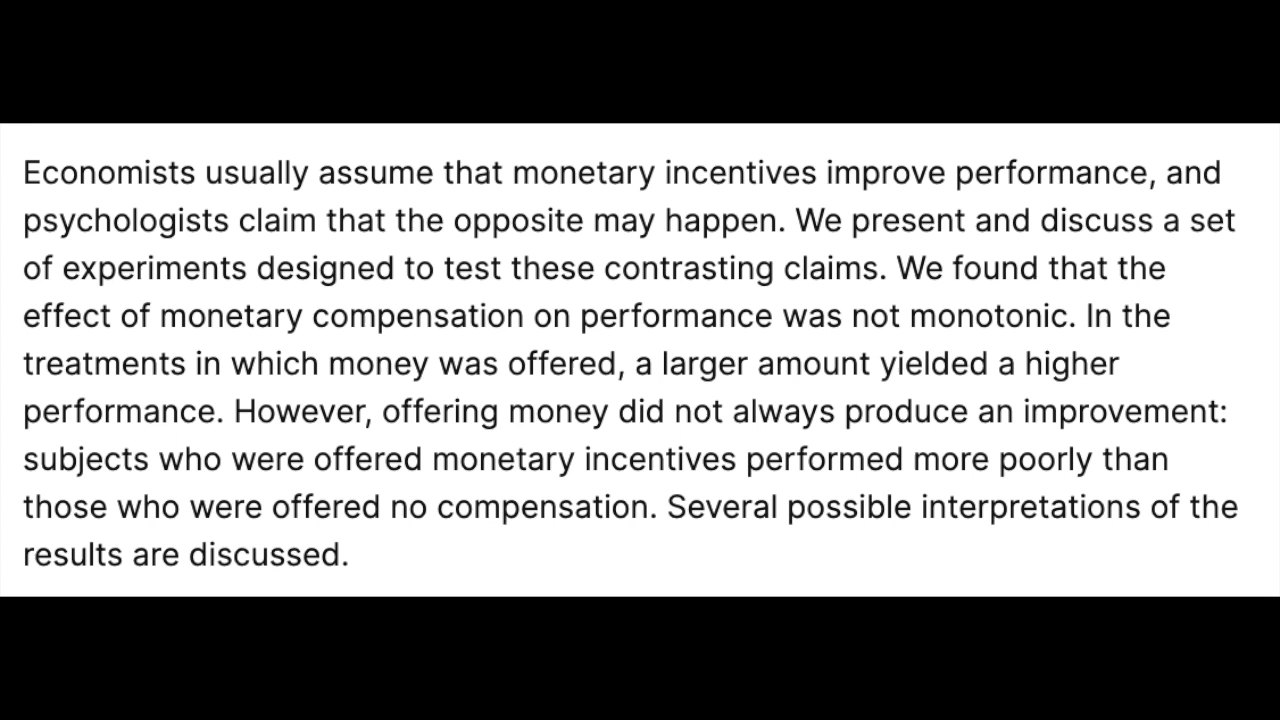 Economists usually assume that monetary incentives improve performance, and
psychologists claim that the opposite may happen. We present and discuss a set
of experiments designed to test these contrasting claims. We found that the
effect of monetary compensation on performance was not monotonic. In the
treatments in which money was offered, a larger amount yielded a higher
performance. However, offering money did not always produce an improvement:
subjects who were offered monetary incentives performed more poorly than
those who were offered no compensation. Several possible interpretations of the
results are discussed.